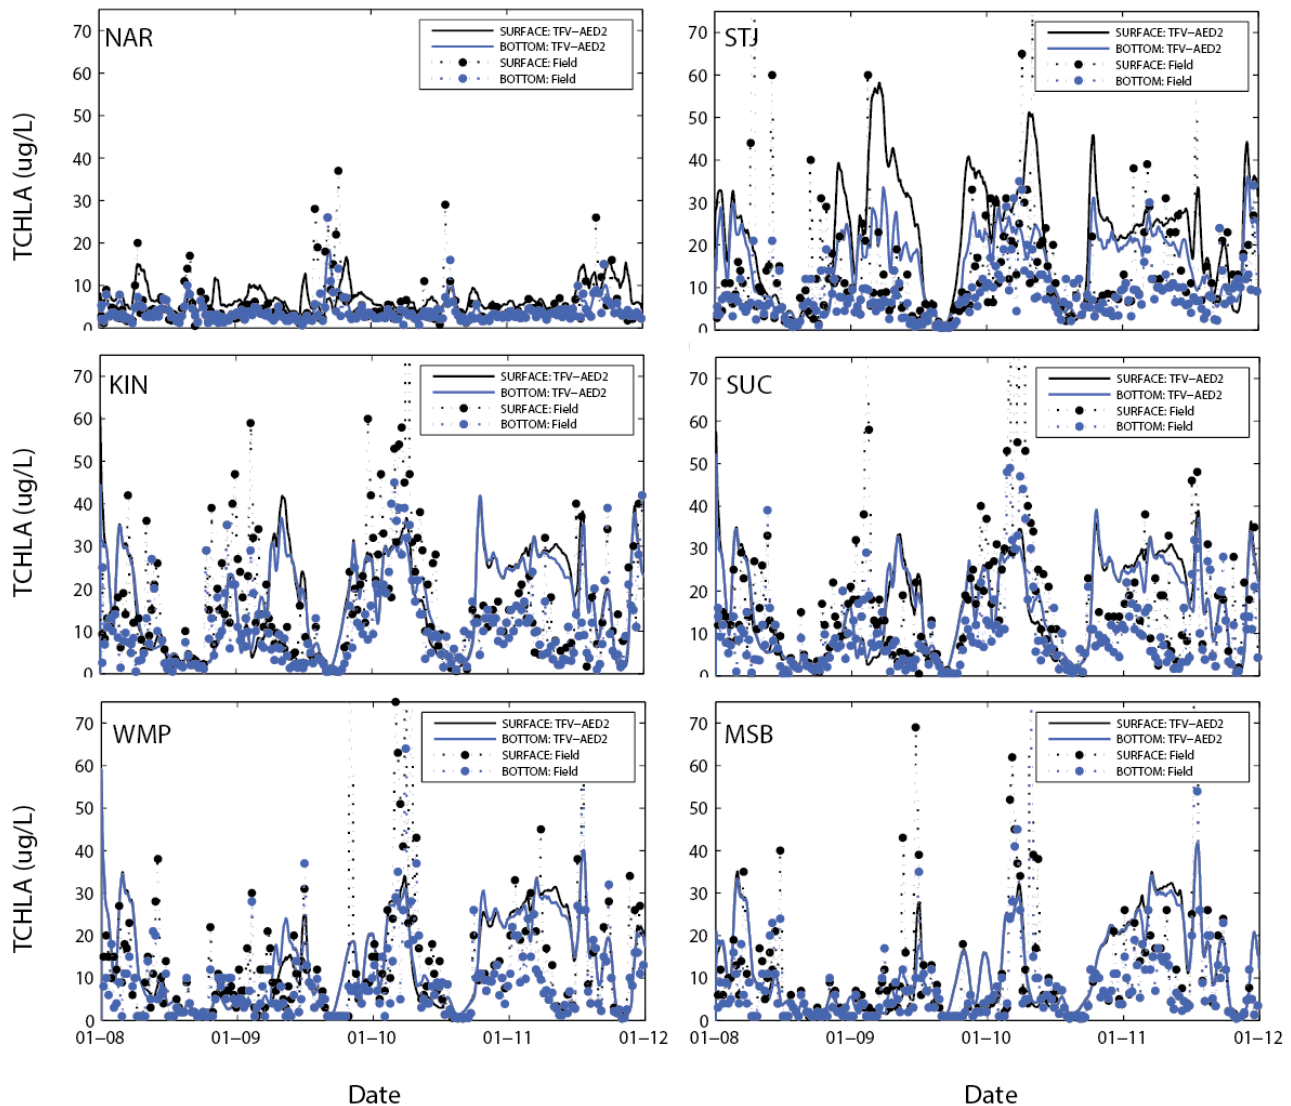 NAR
SURFACE: TFV-AED2
BOTTOM: TFV-AED2
SURFACE: Field
BOTTOM: Field
70
60
50
40
30
20
10
0
TCHLA (ug/L)
STJ
SURFACE: TFV-AED2
BOTTOM: TFV-AED2
SURFACE: Field
BOTTOM: Field
70
60
50
40
30
20
10
0
KIN
SURFACE: TFV-AED2
BOTTOM: TFV-AED2
SURFACE: Field
BOTTOM: Field
70
60
50
40
30
20
10
0
TCHLA (ug/L)
SUC
SURFACE: TFV-AED2
BOTTOM: TFV-AED2
SURFACE: Field
BOTTOM: Field
70
60
50
40
30
20
10
0
WMP
SURFACE: TFV-AED2
BOTTOM: TFV-AED2
SURFACE: Field
BOTTOM: Field
70
60
50
40
30
20
10
0
TCHLA (ug/L)
01-08 01-09 01-10 01-11 01-12
Date
MSB
SURFACE: TFV-AED2
BOTTOM: TFV-AED2
SURFACE: Field
BOTTOM: Field
70
60
50
40
30
20
10
0
01-08 01-09 01-10 01-11 01-12
Date